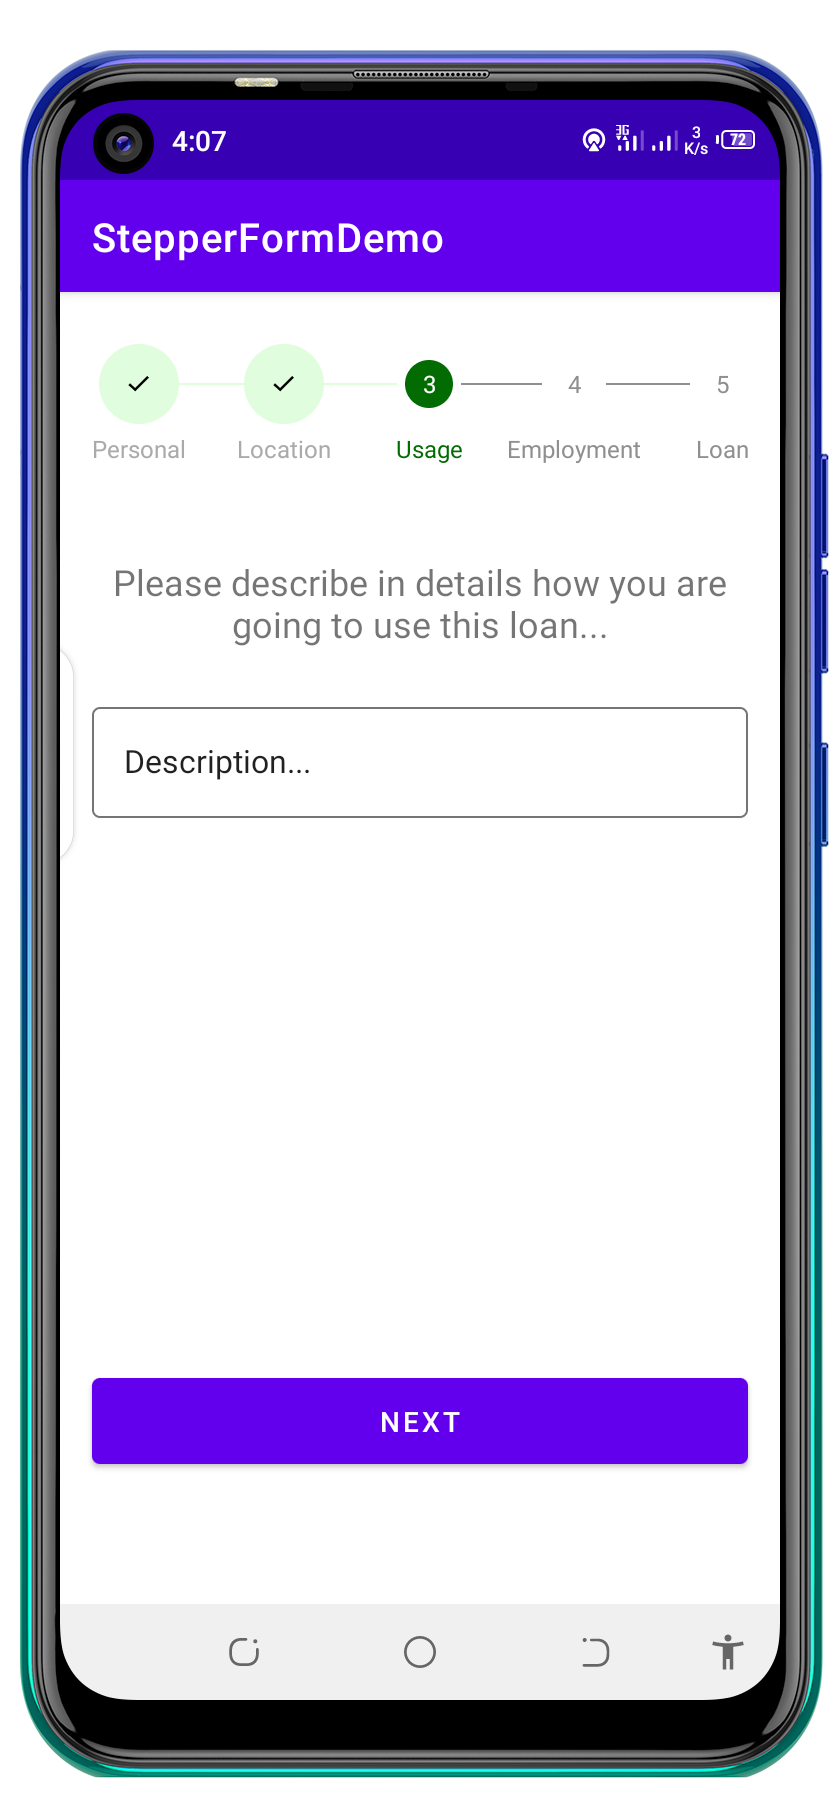 4:07
3G
3
K/s
72
StepperFormDemo
3 4 5
Personal Location Usage Employment Loan
Please describe in details how you are
going to use this loan...
Description...
NEXT